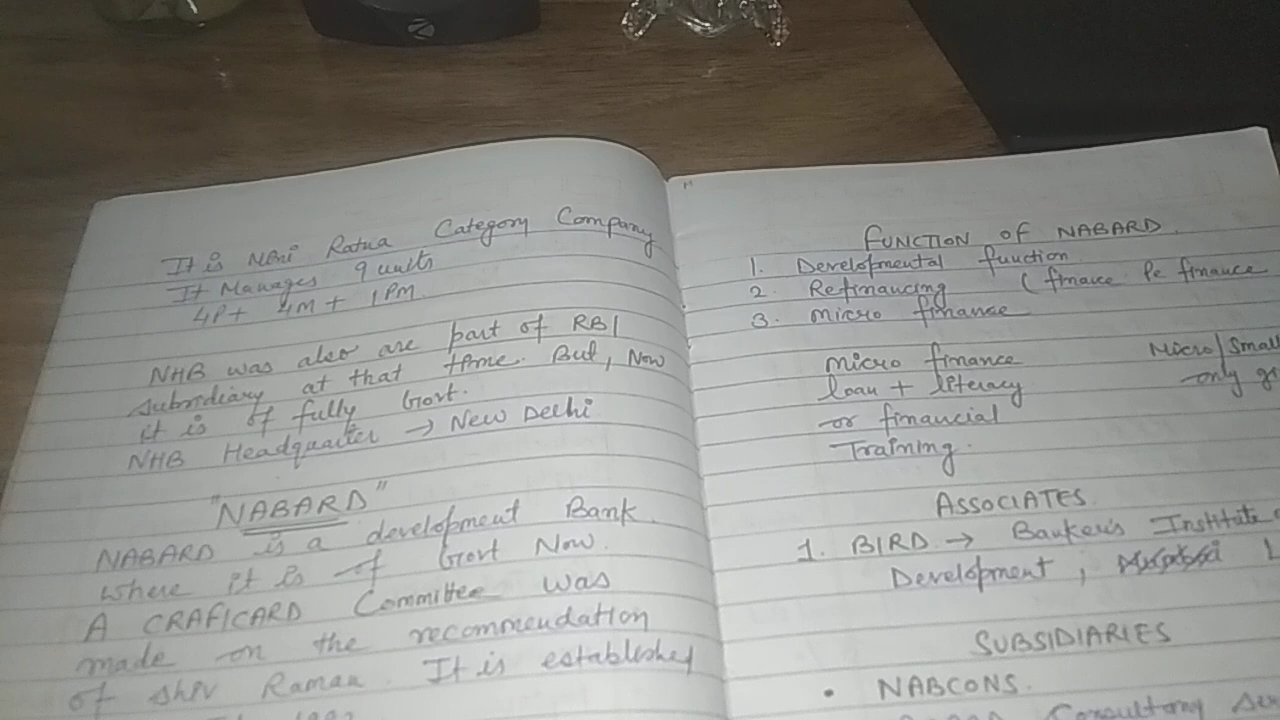 It is Mini Ratna Category Company
It Manages 9 units
4P+ 4M + 1PM
NHB was also are part of RBI
subsidiary at that time. But, Now
it is of fully Govt.
NHB Headquarter → New Delhi
"NABARD"
NABARD is a development Bank
where it is of Govt Now.
A CRAFICARD Committee was
made on the recommendation
of Shiv Raman. It is established
FUNCTION OF NABARD
1. Developmental function
2. Refinancing (finance Pe finance
3. Micro finance
Micro finance
loan + literacy
or financial
Training.
Micro/Small
only
ASSOCIATES
1. BIRD → Banker's Institute
Development,
SUBSIDIARIES
• NABCONS.
Consultancy